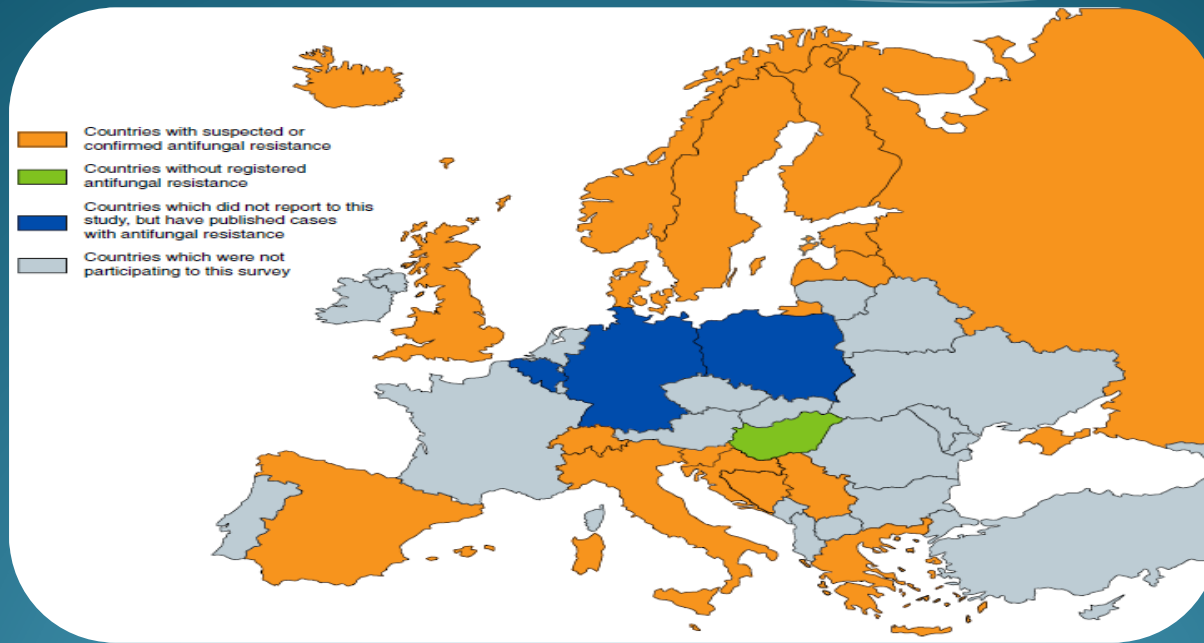 Countries with suspected or
confirmed antifungal resistance
Countries without registered
antifungal resistance
Countries which did not report to this
study, but have published cases
with antifungal resistance
Countries which were not
participating to this survey